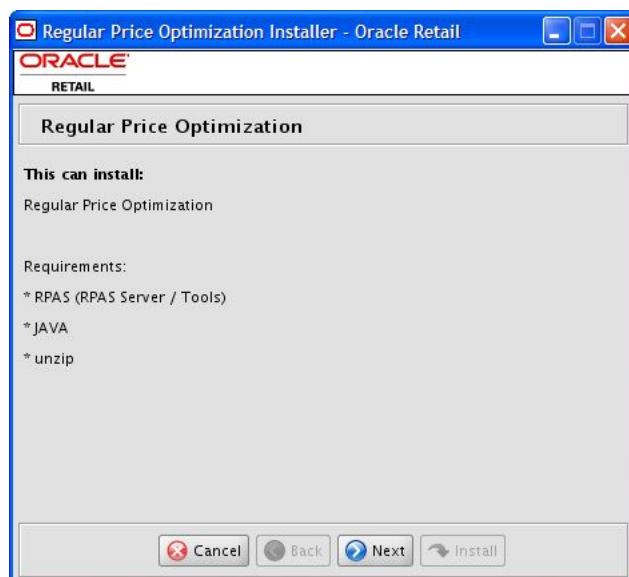 Regular Price Optimization Installer - Oracle Retail
ORACLE
RETAIL
Regular Price Optimization
This can install:
Regular Price Optimization
Requirements:
* RPAS (RPAS Server / Tools)
* JAVA
* unzip
Cancel Back Next Install